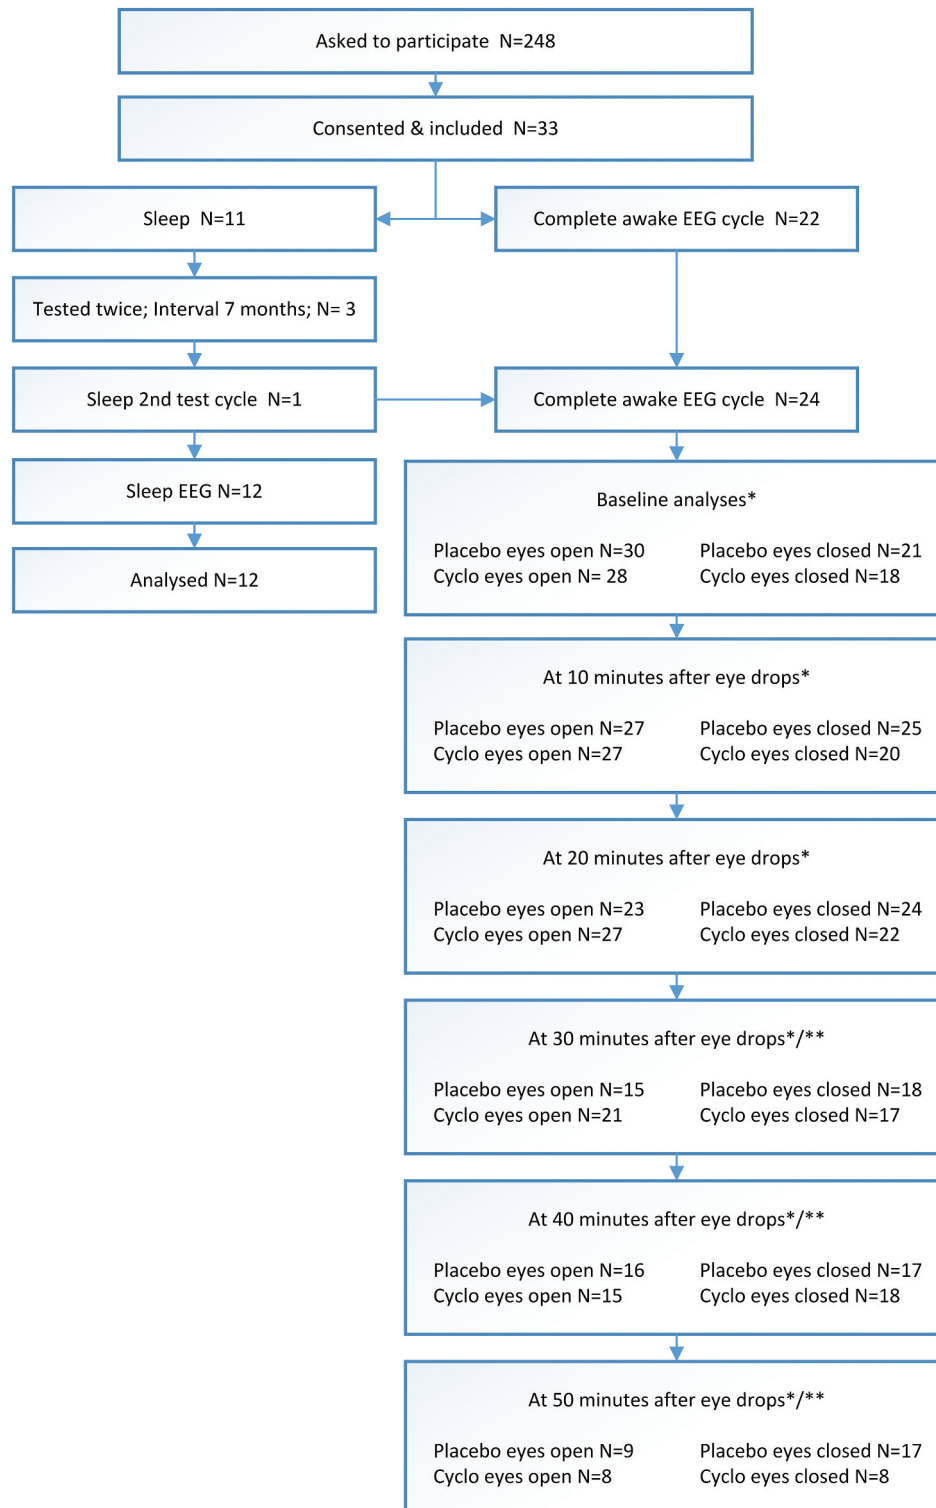 Asked to participate N=248
Consented & included N=33
Sleep N=11
Complete awake EEG cycle N=22
Tested twice; Interval 7 months; N= 3
Sleep 2nd test cycle N=1
Complete awake EEG cycle N=24
Sleep EEG N=12
Analysed N=12
Baseline analyses*
Placebo eyes open N=30 Placebo eyes closed N=21
Cyclo eyes open N= 28 Cyclo eyes closed N=18
At 10 minutes after eye drops*
Placebo eyes open N=27 Placebo eyes closed N=25
Cyclo eyes open N=27 Cyclo eyes closed N=20
At 20 minutes after eye drops*
Placebo eyes open N=23 Placebo eyes closed N=24
Cyclo eyes open N=27 Cyclo eyes closed N=22
At 30 minutes after eye drops*/**
Placebo eyes open N=15 Placebo eyes closed N=18
Cyclo eyes open N=21 Cyclo eyes closed N=17
At 40 minutes after eye drops*/**
Placebo eyes open N=16 Placebo eyes closed N=17
Cyclo eyes open N=15 Cyclo eyes closed N=18
At 50 minutes after eye drops*/**
Placebo eyes open N=9 Placebo eyes closed N=17
Cyclo eyes open N=8 Cyclo eyes closed N=8